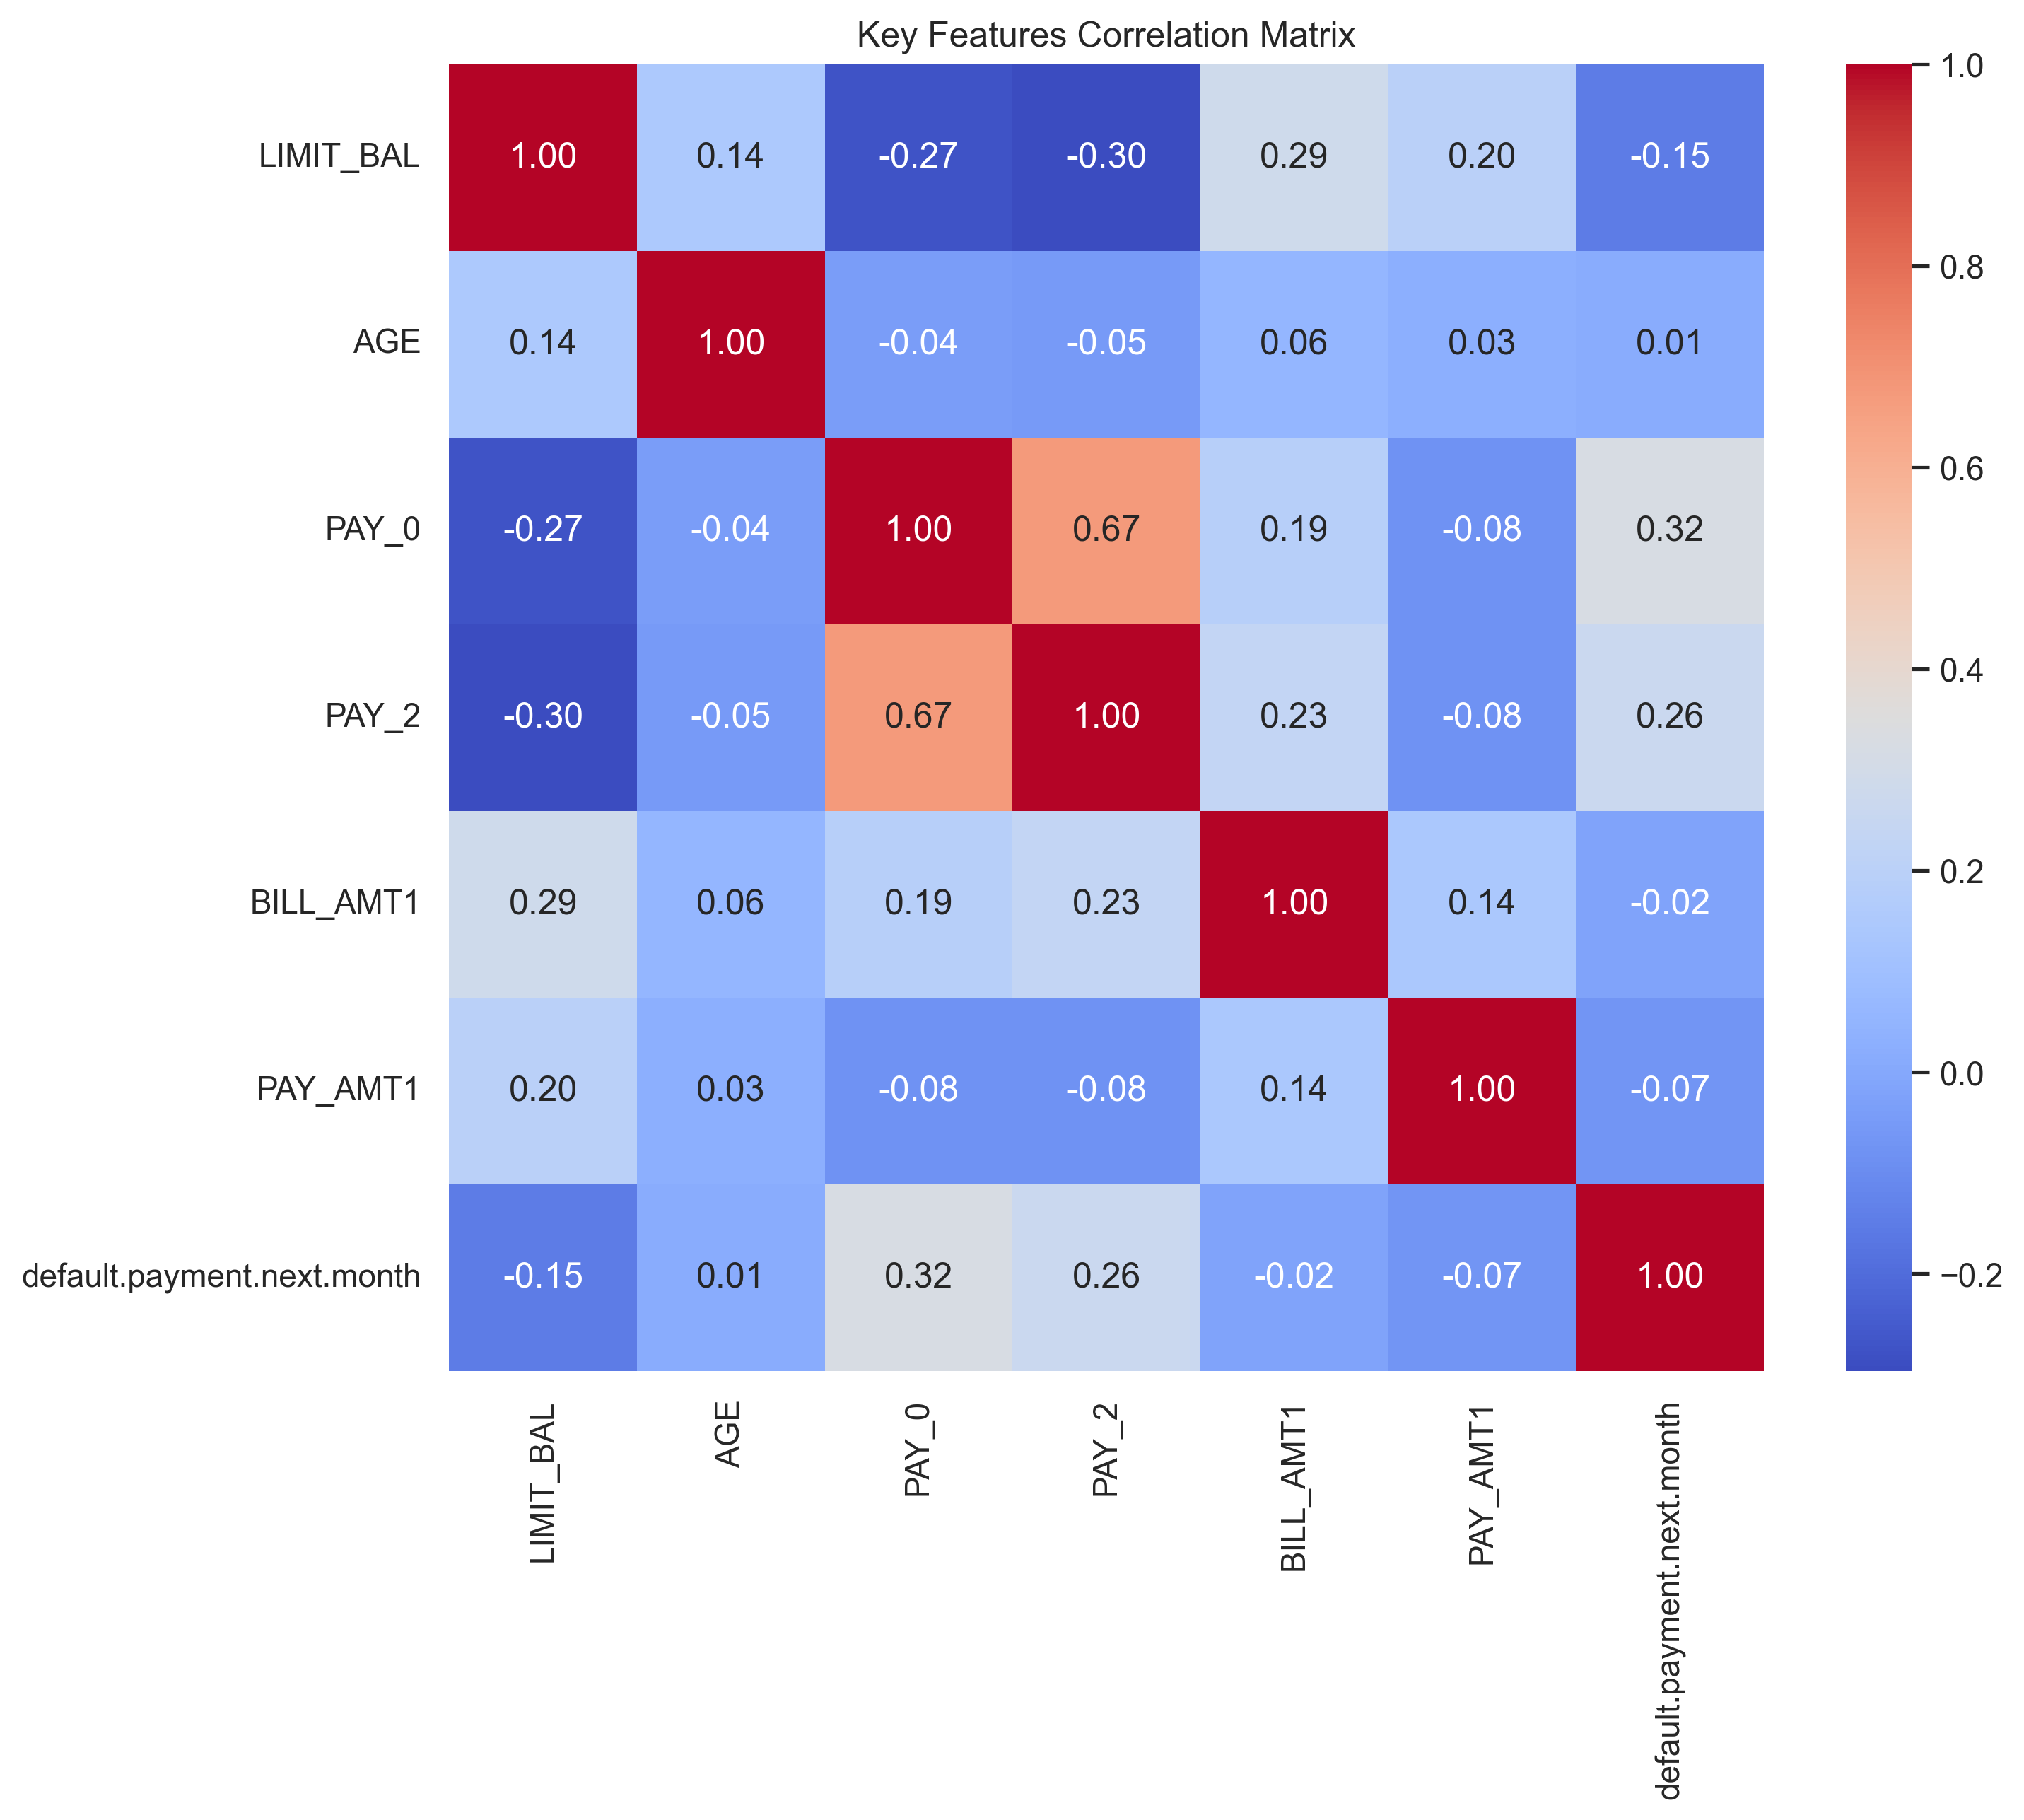 Key Features Correlation Matrix
LIMIT_BAL 1.00 0.14 -0.27 -0.30 0.29 0.20 -0.15
AGE 0.14 1.00 -0.04 -0.05 0.06 0.03 0.01
PAY_0 -0.27 -0.04 1.00 0.67 0.19 -0.08 0.32
PAY_2 -0.30 -0.05 0.67 1.00 0.23 -0.08 0.26
BILL_AMT1 0.29 0.06 0.19 0.23 1.00 0.14 -0.02
PAY_AMT1 0.20 0.03 -0.08 -0.08 0.14 1.00 -0.07
default.payment.next.month -0.15 0.01 0.32 0.26 -0.02 -0.07 1.00
LIMIT_BAL
AGE
PAY_0
PAY_2
BILL_AMT1
PAY_AMT1
default.payment.next.month
1.0
0.8
0.6
0.4
0.2
0.0
−0.2